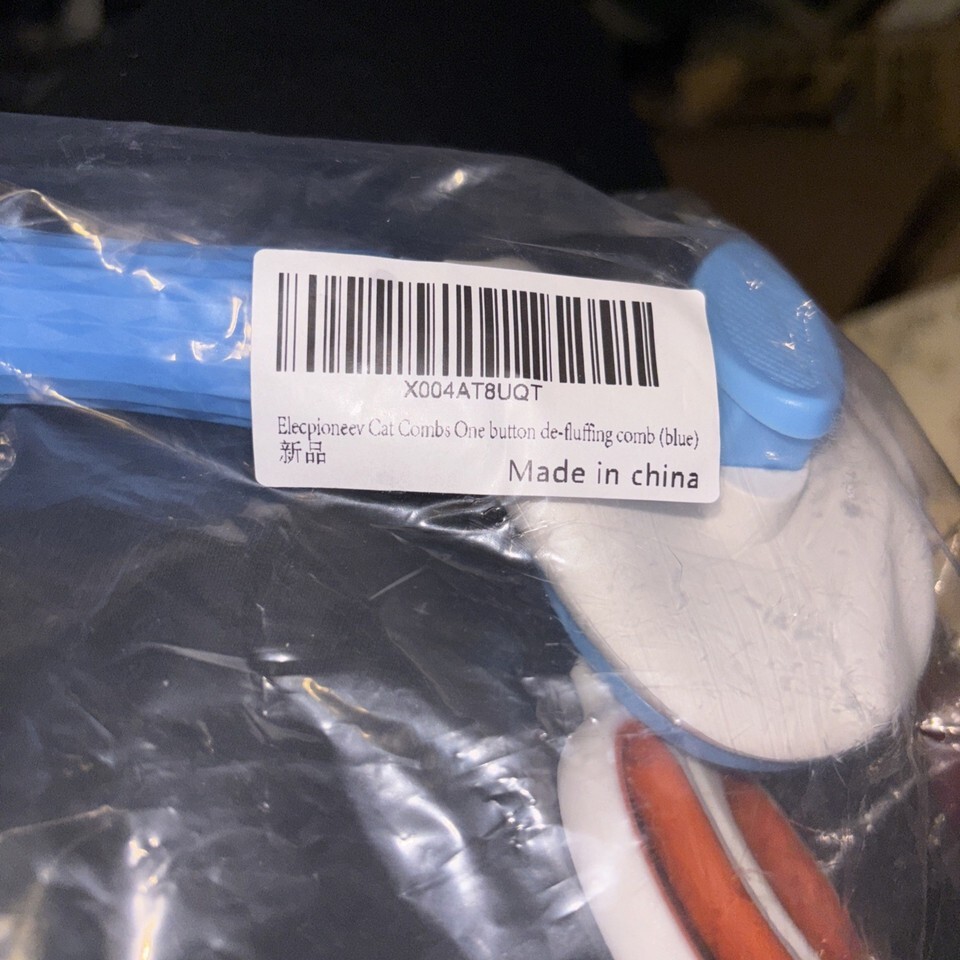 X004AT8UQT
Elecpioneev Cat Combs One button de-fluffing comb (blue)
新品
Made in china